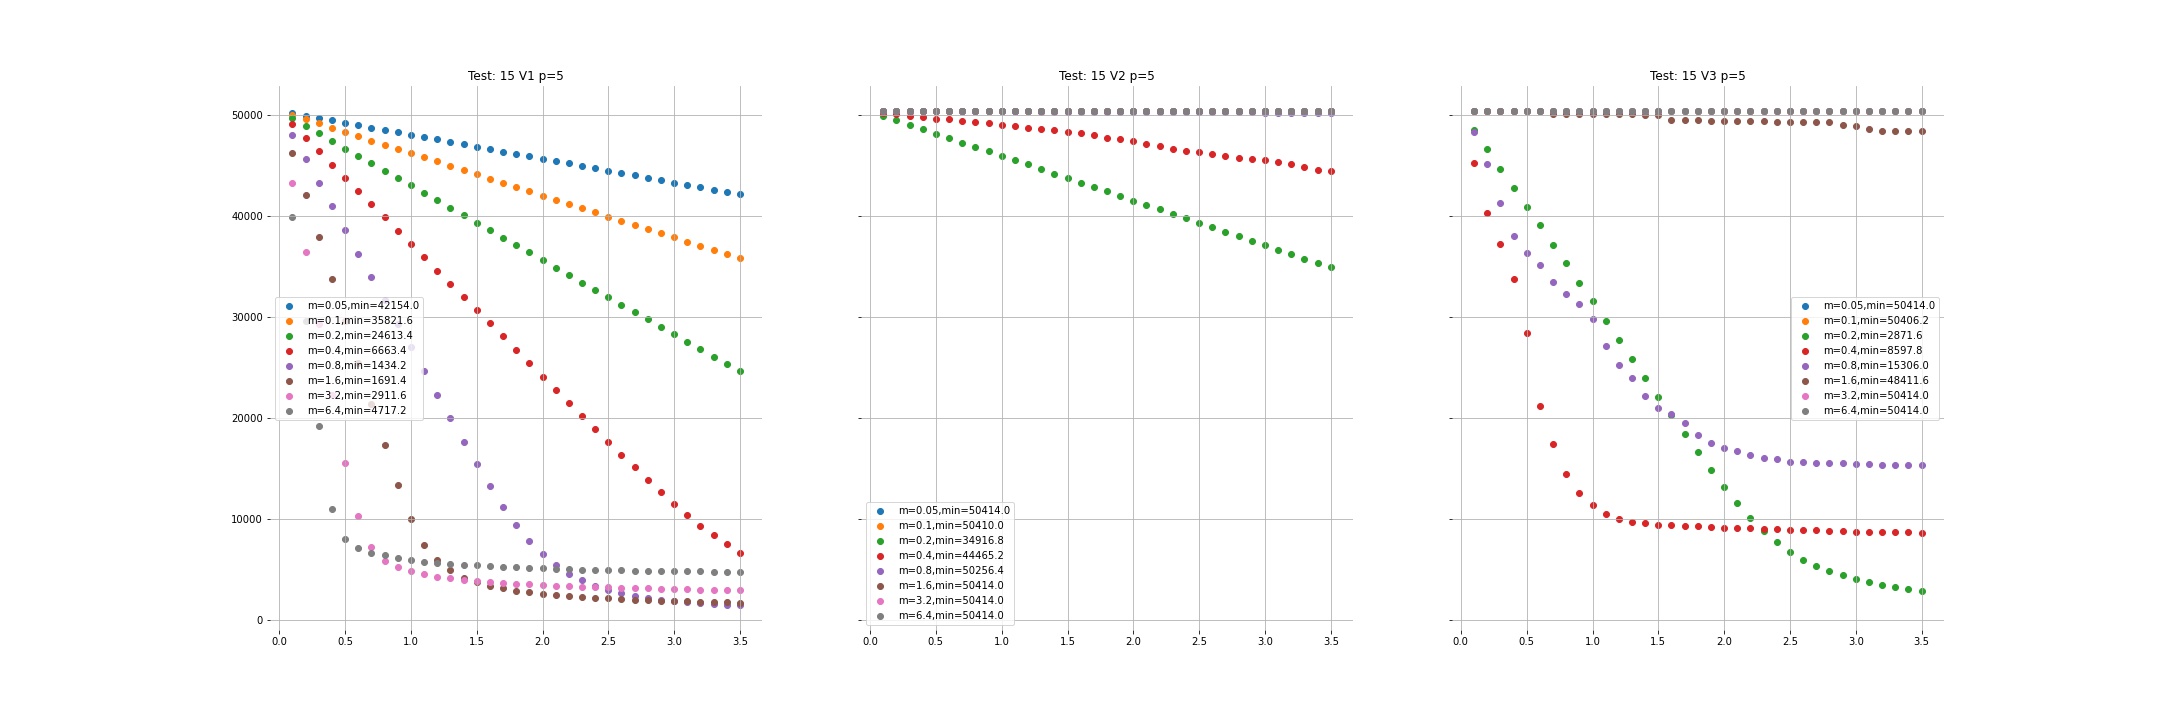 Test: 15 V1 p=5
50000
40000
30000
20000
10000
0
0.0 0.5 1.0 1.5 2.0 2.5 3.0 3.5
m=0.05,min=42154.0
m=0.1,min=35821.6
m=0.2,min=24613.4
m=0.4,min=6663.4
m=0.8,min=1434.2
m=1.6,min=1691.4
m=3.2,min=2911.6
m=6.4,min=4717.2
Test: 15 V2 p=5
0.0 0.5 1.0 1.5 2.0 2.5 3.0 3.5
m=0.05,min=50414.0
m=0.1,min=50410.0
m=0.2,min=34916.8
m=0.4,min=44465.2
m=0.8,min=50256.4
m=1.6,min=50414.0
m=3.2,min=50414.0
m=6.4,min=50414.0
Test: 15 V3 p=5
0.0 0.5 1.0 1.5 2.0 2.5 3.0 3.5
m=0.05,min=50414.0
m=0.1,min=50406.2
m=0.2,min=2871.6
m=0.4,min=8597.8
m=0.8,min=15306.0
m=1.6,min=48411.6
m=3.2,min=50414.0
m=6.4,min=50414.0